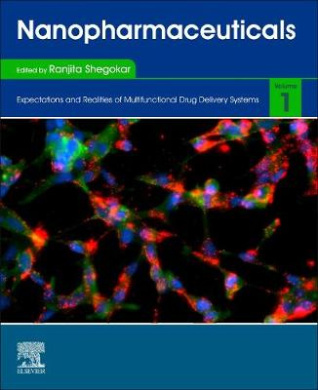 Nanopharmaceuticals
Edited by Ranjita Shegokar
Volume
1
Expectations and Realities of Multifunctional Drug Delivery Systems
ELSEVIER